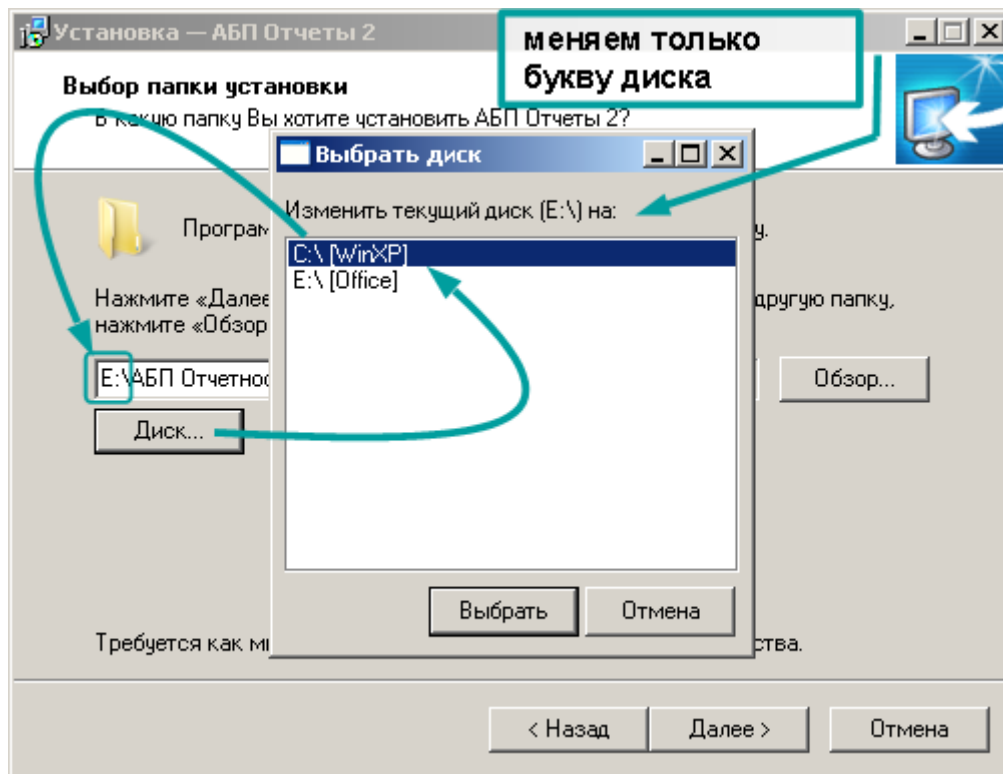 Установка — АБП Отчеты 2
меняем только
букву диска
Выбор папки установки
В какую папку Вы хотите установить АБП Отчеты 2?
Выбрать диск
Изменить текущий диск (E:\) на:
C:\ [WinXP]
E:\ [Office]
Нажмите «Далее
другую папку,
нажмите «Обзор
E:\АБП
Обзор...
Диск...
Выбрать
Отмена
Требуется как
< Назад
Далее >
Отмена